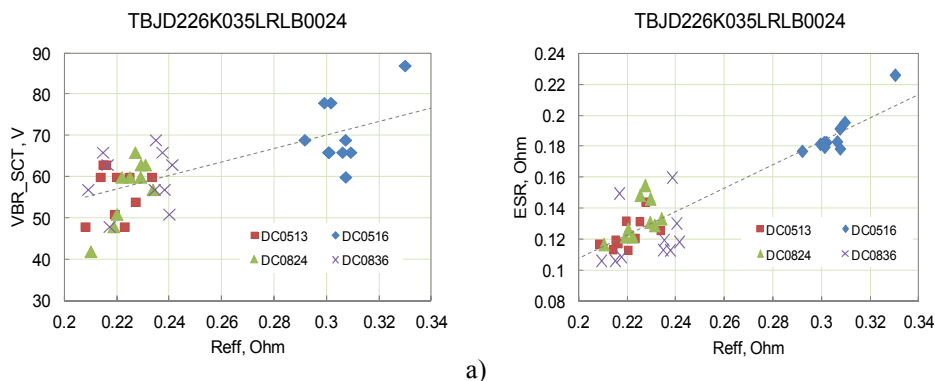 TBJD226K035LRLB0024
90
80
70
60
50
40
30
VBR_SCT, V
DC0513
DC0516
DC0824
DC0836
0.2
0.22
0.24
0.26
0.28
0.3
0.32
0.34
Reff, Ohm
TBJD226K035LRLB0024
0.24
0.22
0.20
0.18
0.16
0.14
0.12
0.10
0.08
ESR, Ohm
DC0513
DC0516
DC0824
DC0836
0.2
0.22
0.24
0.26
0.28
0.3
0.32
0.34
Reff, Ohm
a)